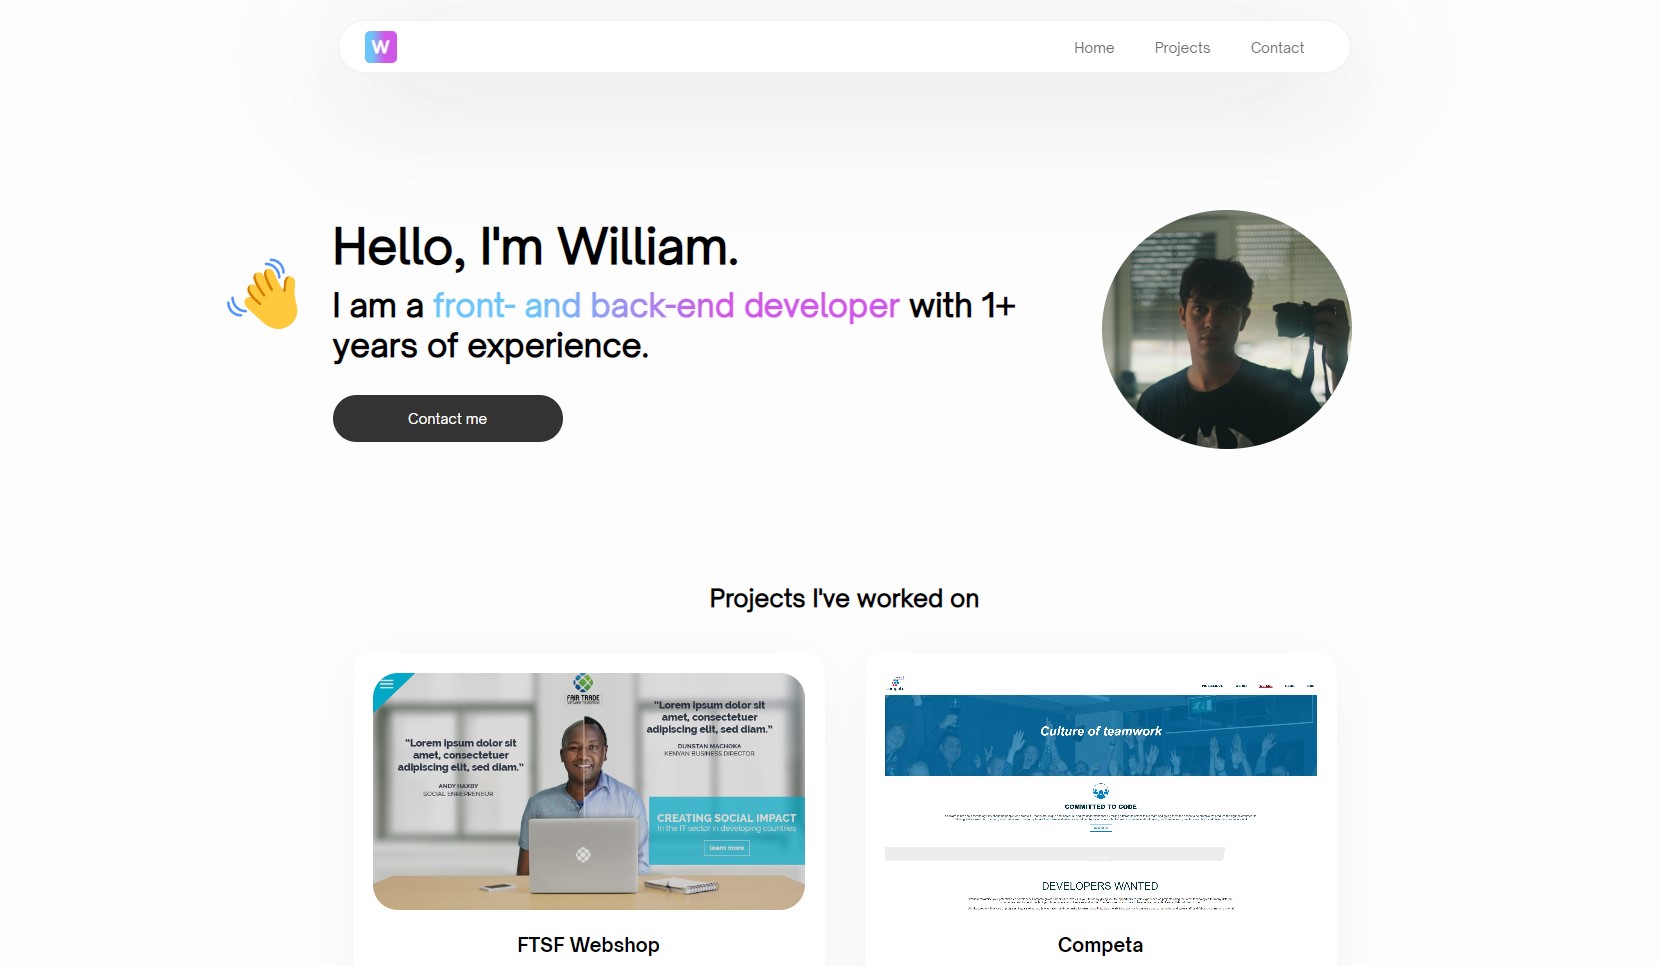 W
Home
Projects
Contact
Hello, I'm William.
I am a front- and back-end developer with 1+
years of experience.
Contact me
Projects I've worked on
FAIR TRADE
“Lorem ipsum dolor sit
amet, consectetuer
adipiscing elit, sed diam.”
ANDY HAXBY
SOCIAL ENREPRENEUR
“Lorem ipsum dolor sit
amet, consectetuer
adipiscing elit, sed diam.”
DUNSTAN MACHOKA
KENYAN BUSINESS DIRECTOR
CREATING SOCIAL IMPACT
In the IT sector in developing countries
learn more
FTSF Webshop
Culture of teamwork
COMMITTED TO CODE
DEVELOPERS WANTED
Competa